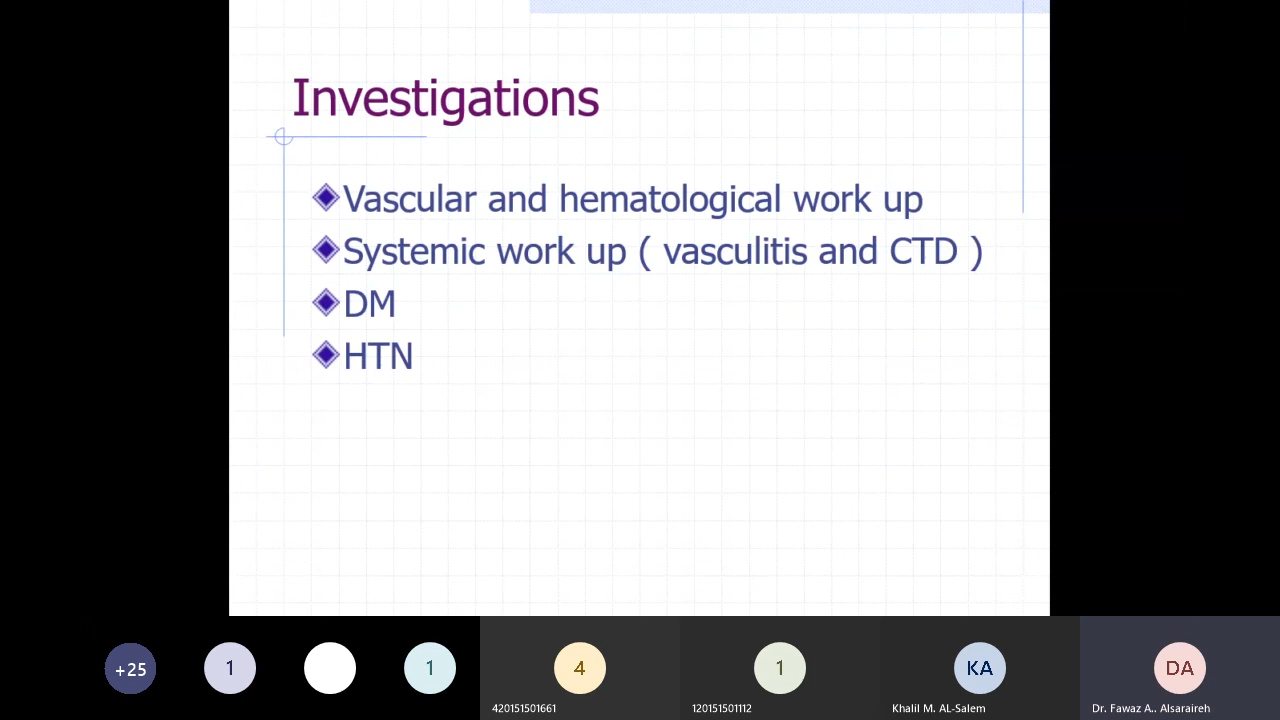 Investigations
Vascular and hematological work up
Systemic work up ( vasculitis and CTD )
DM
HTN
+25
1
1
4
1
KA
DA
420151501661
120151501112
Khalil M. AL-Salem
Dr. Fawaz A.. Alsaraireh